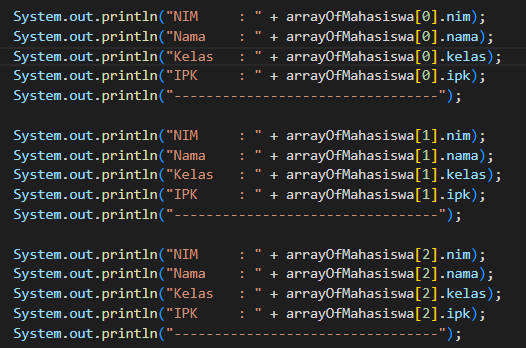 System.out.println("NIM     : " + arrayOfMahasiswa[0].nim);
System.out.println("Nama    : " + arrayOfMahasiswa[0].nama);
System.out.println("Kelas   : " + arrayOfMahasiswa[0].kelas);
System.out.println("IPK     : " + arrayOfMahasiswa[0].ipk);
System.out.println("---------------------------------");
System.out.println("NIM     : " + arrayOfMahasiswa[1].nim);
System.out.println("Nama    : " + arrayOfMahasiswa[1].nama);
System.out.println("Kelas   : " + arrayOfMahasiswa[1].kelas);
System.out.println("IPK     : " + arrayOfMahasiswa[1].ipk);
System.out.println("---------------------------------");
System.out.println("NIM     : " + arrayOfMahasiswa[2].nim);
System.out.println("Nama    : " + arrayOfMahasiswa[2].nama);
System.out.println("Kelas   : " + arrayOfMahasiswa[2].kelas);
System.out.println("IPK     : " + arrayOfMahasiswa[2].ipk);
System.out.println("---------------------------------");